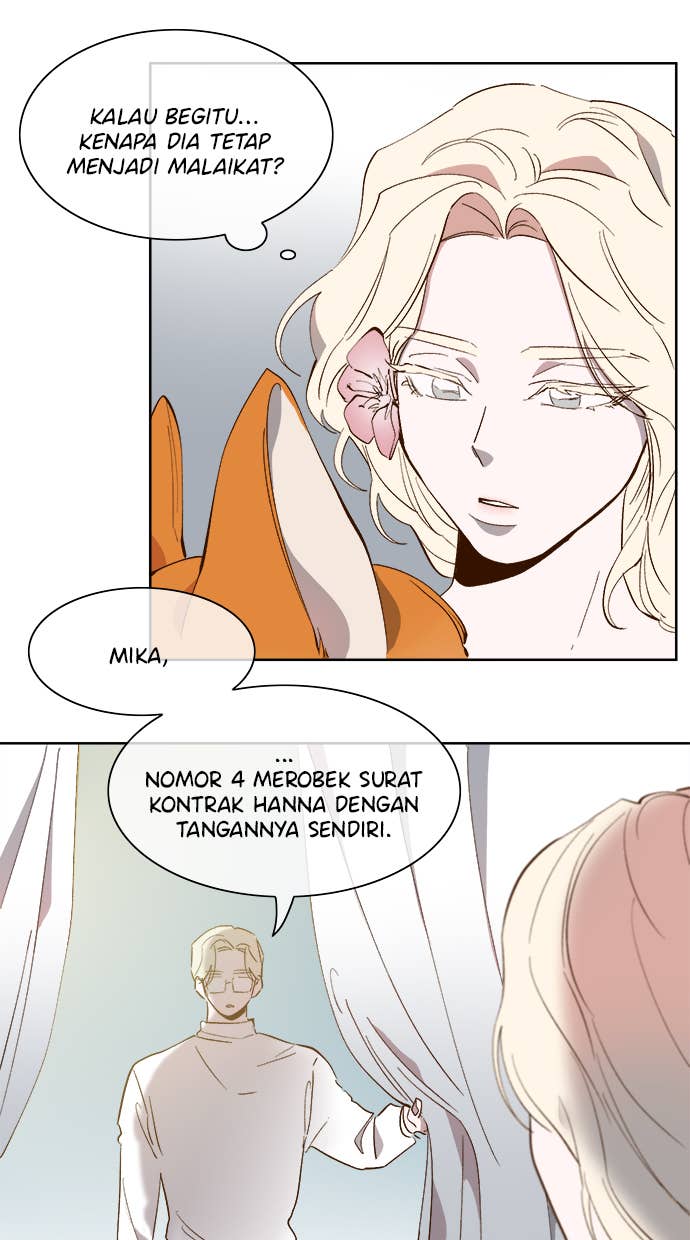 KALAU BEGITU...
KENAPA DIA TETAP
MENJADI MALAIKAT?
MIKA,
...
NOMOR 4 MEROBEK SURAT
KONTRAK HANNA DENGAN
TANGANNYA SENDIRI.